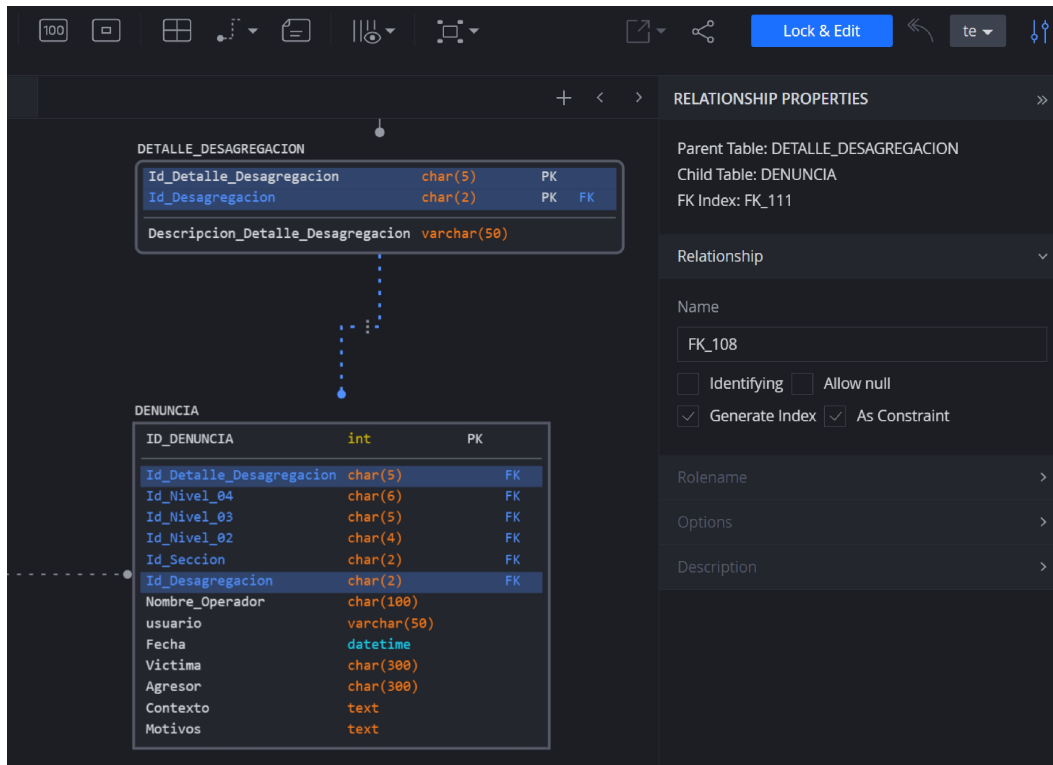 100
Lock & Edit
te
RELATIONSHIP PROPERTIES
Parent Table: DETALLE_DESAGREGACION
Child Table: DENUNCIA
FK Index: FK_111
Relationship
Name
FK_108
Identifying Allow null
Generate Index As Constraint
Rolename
Options
Description
DETALLE_DESAGREGACION
Id_Detalle_Desagregacion char(5) PK
Id_Desagregacion char(2) PK FK
Descripcion_Detalle_Desagregacion varchar(50)
DENUNCIA
ID_DENUNCIA int PK
Id_Detalle_Desagregacion char(5) FK
Id_Nivel_04 char(6) FK
Id_Nivel_03 char(5) FK
Id_Nivel_02 char(4) FK
Id_Seccion char(2) FK
Id_Desagregacion char(2) FK
Nombre_Operador char(100)
usuario varchar(50)
Fecha datetime
Victima char(300)
Agresor char(300)
Contexto text
Motivos text